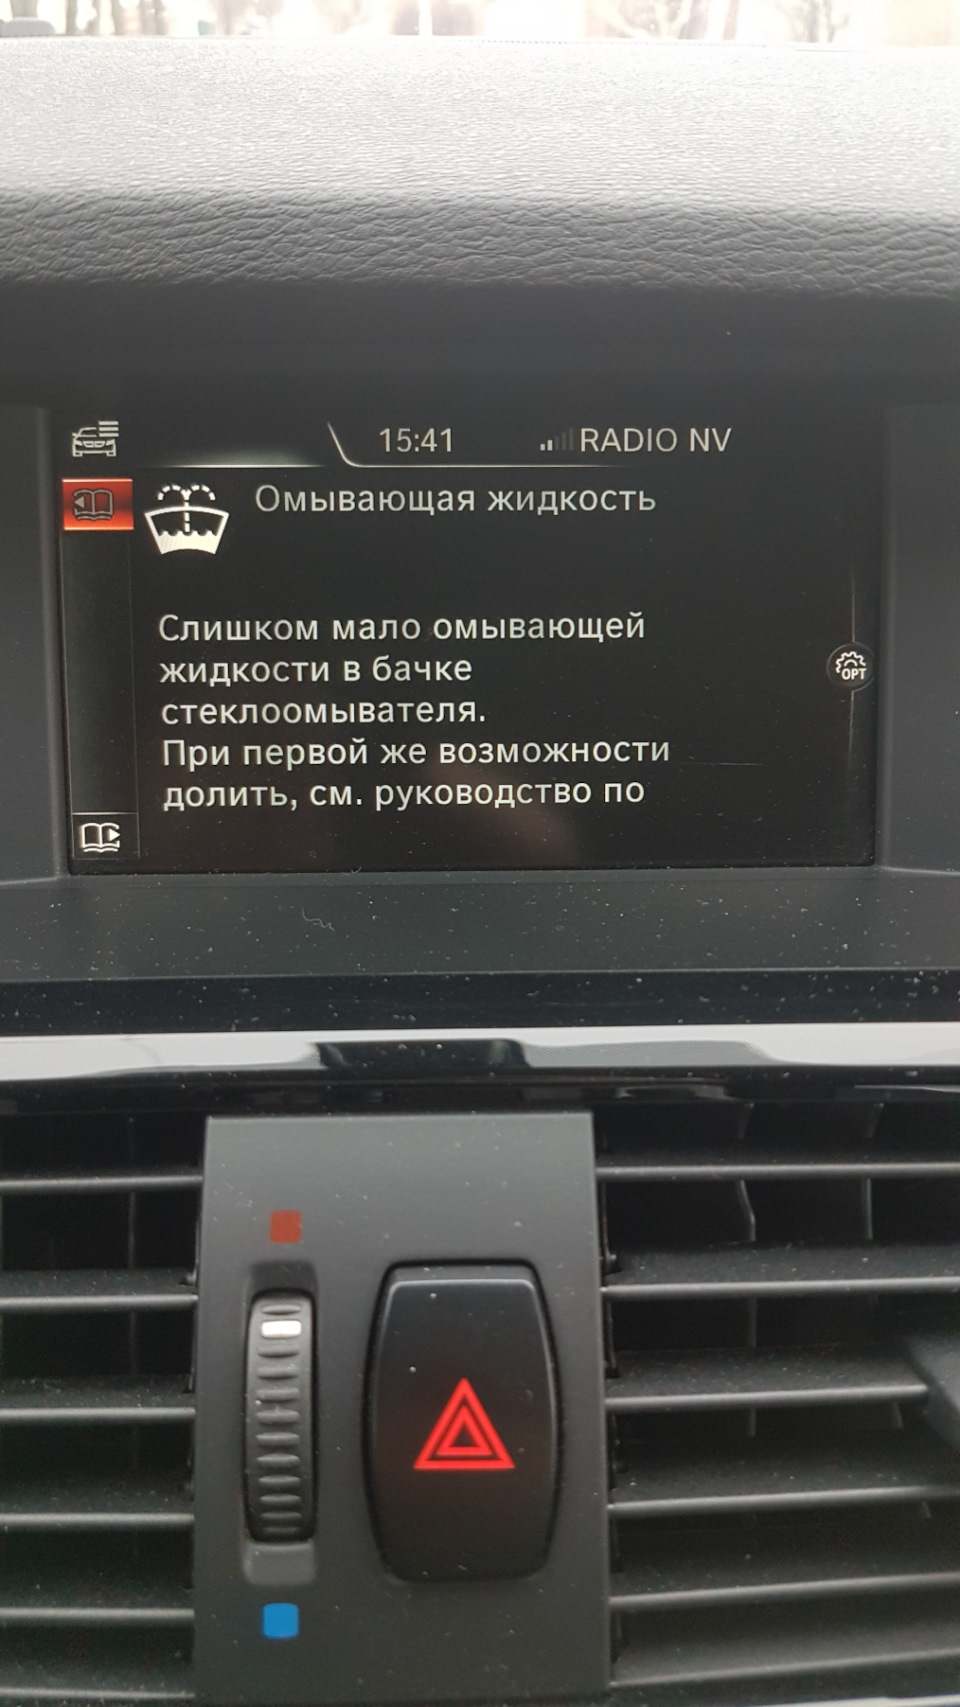 15:41 RADIO NV
Омывающая жидкость
Слишком мало омывающей
жидкости в бачке
стеклоомывателя.
При первой же возможности
долить, см. руководство по
OPT